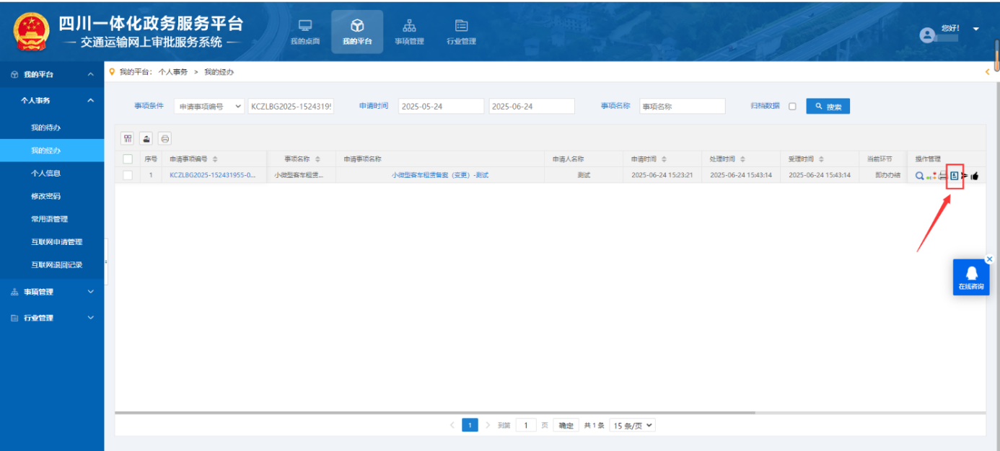 四川一体化政务服务平台
交通运输网上审批服务系统
我的桌面
我的平台
事项管理
行业管理
您好!
我的平台
个人事务
我的待办
我的经办
个人信息
修改密码
常用语管理
互联网申请管理
互联网退回记录
事项管理
行业管理
我的平台: 个人事务 > 我的经办
事项条件 申请事项编号 KCZLBG2025-1524319! 申请时间 2025-05-24 2025-06-24 事项名称 事项名称 归档数据 搜索
序号 申请事项编号 事项名称 申请事项名称 申请人名称 申请时间 处理时间 受理时间 当前环节 操作管理
1 KCZLBG2025-152431955-0... 小微型客车租赁... 小微型客车租赁备案（变更）-测试 测试 2025-06-24 15:23:21 2025-06-24 15:43:14 2025-06-24 15:43:14 即办办结
在线咨询
< 1 > 到第 1 页 确定 共 1 条 15 条/页